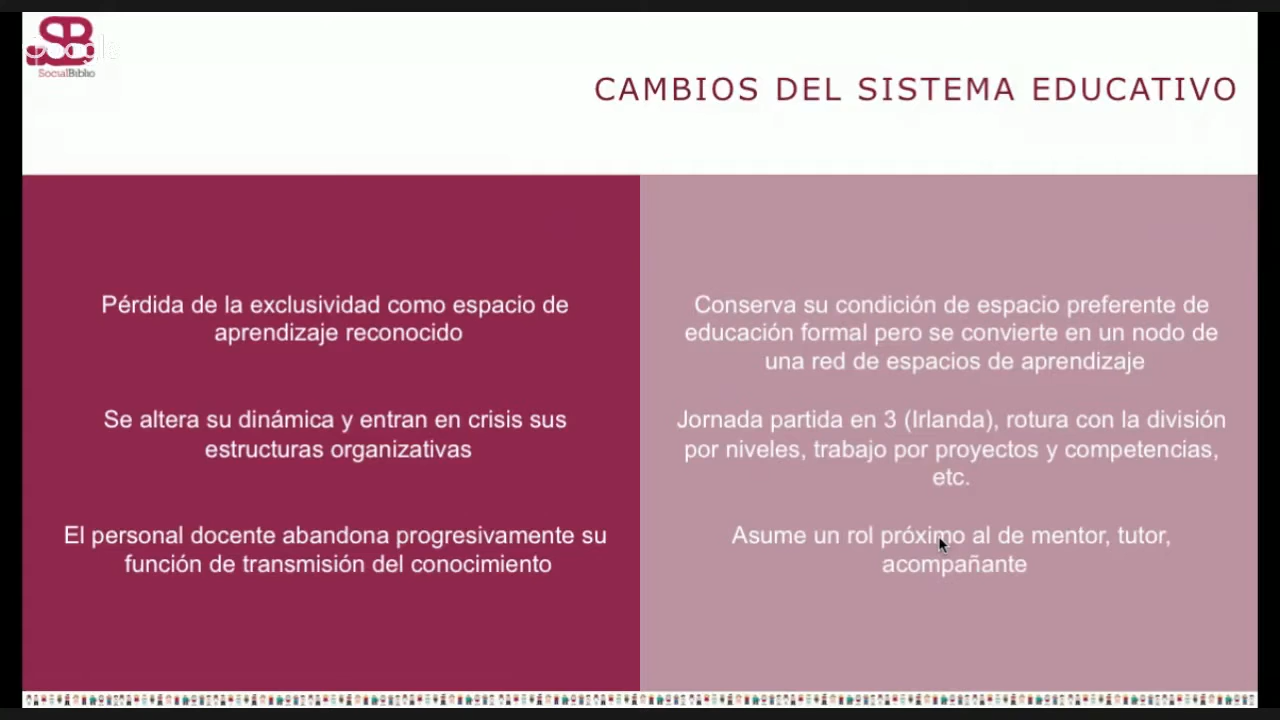 SB
Google
SocialBiblio
CAMBIOS DEL SISTEMA EDUCATIVO
Pérdida de la exclusividad como espacio de
aprendizaje reconocido
Se altera su dinámica y entran en crisis sus
estructuras organizativas
El personal docente abandona progresivamente su
función de transmisión del conocimiento
Conserva su condición de espacio preferente de
educación formal pero se convierte en un nodo de
una red de espacios de aprendizaje
Jornada partida en 3 (Irlanda), rotura con la división
por niveles, trabajo por proyectos y competencias,
etc.
Asume un rol próximo al de mentor, tutor,
acompañante